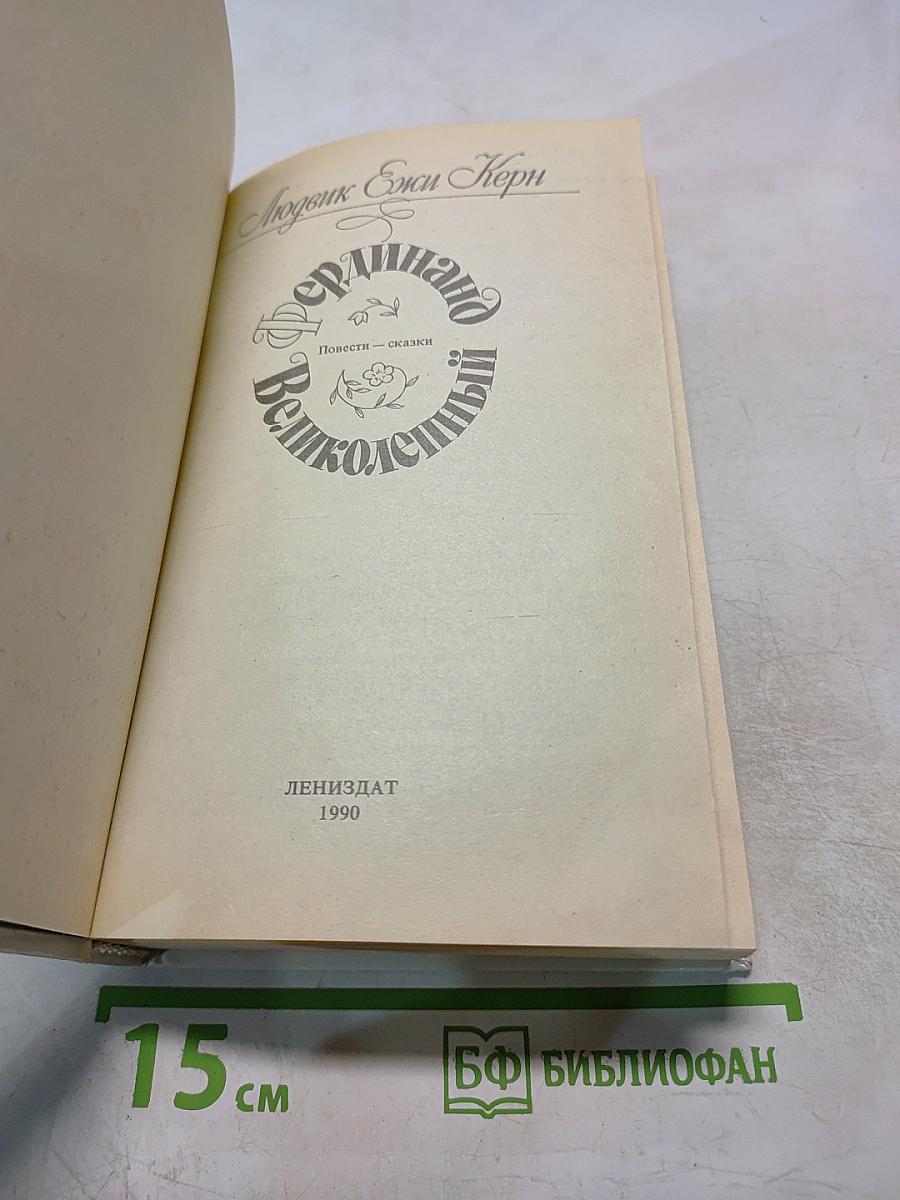 Людвик Ежи Керн
Фердинанд
Повести — сказки
Великолепный
ЛЕНИЗДАТ
1990
15 см
БФ БИБЛИОФАН